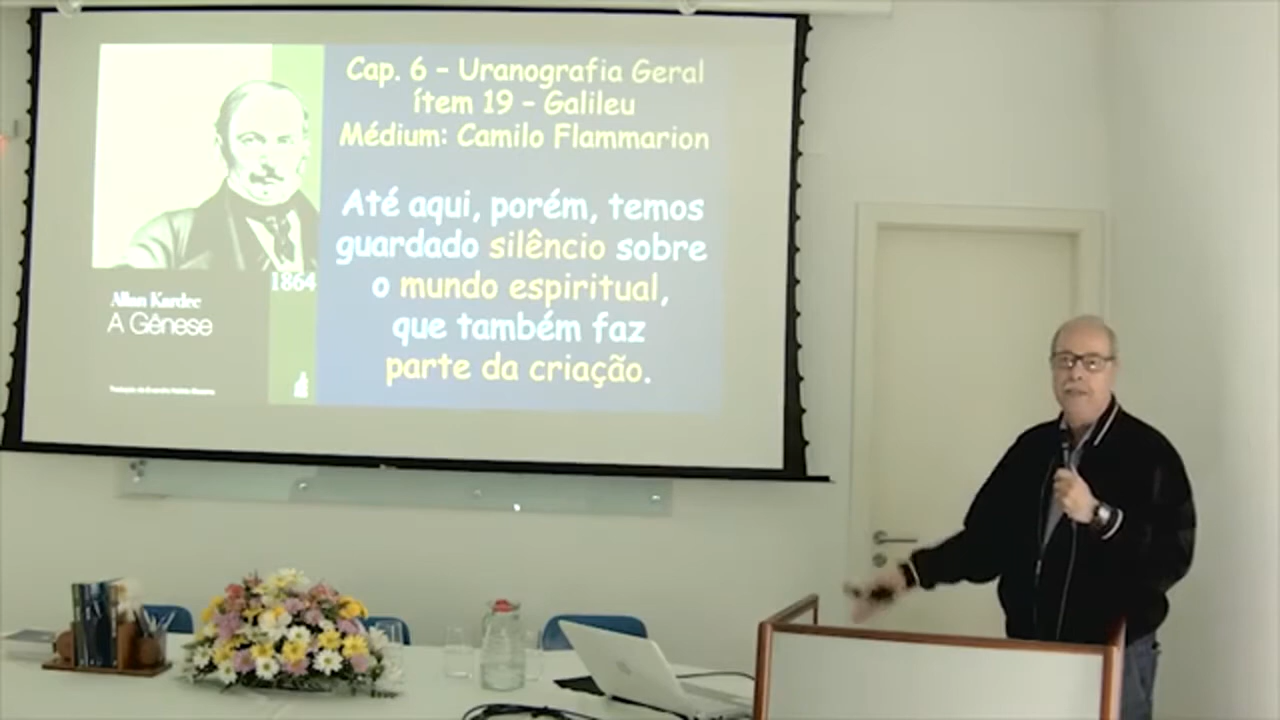 Cap. 6 – Uranografia Geral
ítem 19 – Galileu
Médium: Camilo Flammarion
Até aqui, porém, temos
guardado silêncio sobre
o mundo espiritual,
que também faz
parte da criação.
1864
Allan Kardec
A Gênese